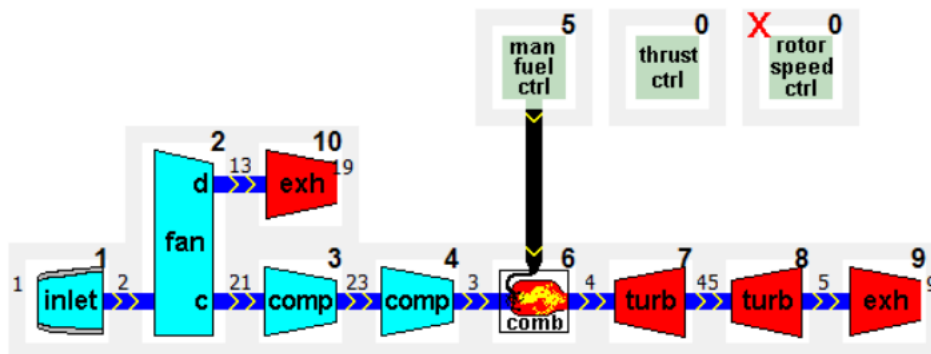 5 0 X 0
man thrust rotor
fuel ctrl speed
ctrl ctrl
2 10
d 13 exh 19
fan
1 3 4 6 7 8 9
1 inlet 2 c 21 comp 23 comp 3 4 turb 45 turb 5 exh 9
comb